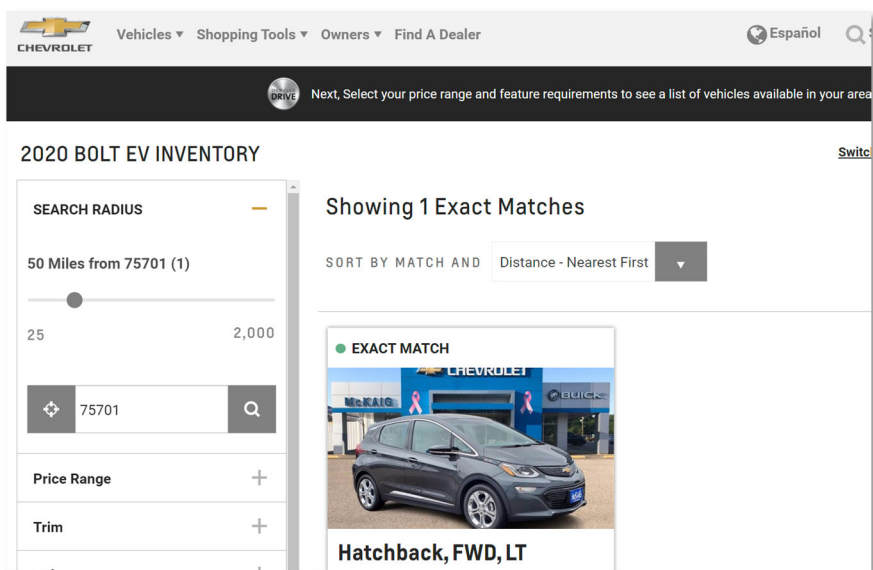 CHEVROLET
Vehicles ▼ Shopping Tools ▼ Owners ▼ Find A Dealer
Español
DRIVE
Next, Select your price range and feature requirements to see a list of vehicles available in your area
2020 BOLT EV INVENTORY
SEARCH RADIUS
50 Miles from 75701 (1)
25
2,000
75701
Price Range
Trim
Showing 1 Exact Matches
SORT BY MATCH AND
Distance - Nearest First
EXACT MATCH
CHEVROLET
McKAIG
BUICK
Hatchback, FWD, LT